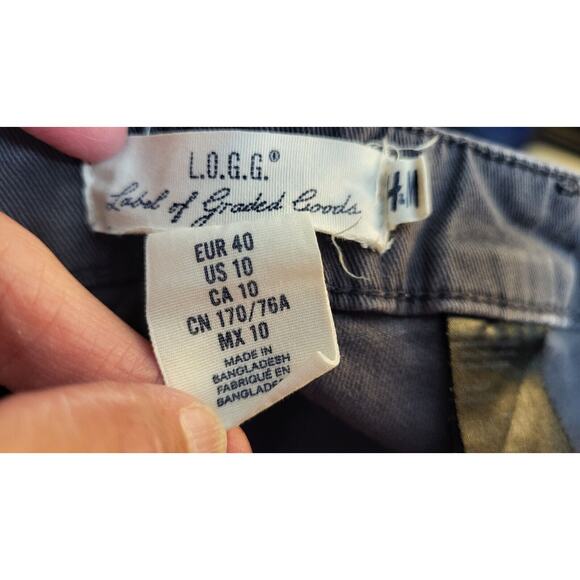 L.O.G.G.®
Label of Graded Goods
H&M
EUR 40
US 10
CA 10
CN 170/76A
MX 10
MADE IN
BANGLADESH
FABRIQUÉ EN
BANGLADE